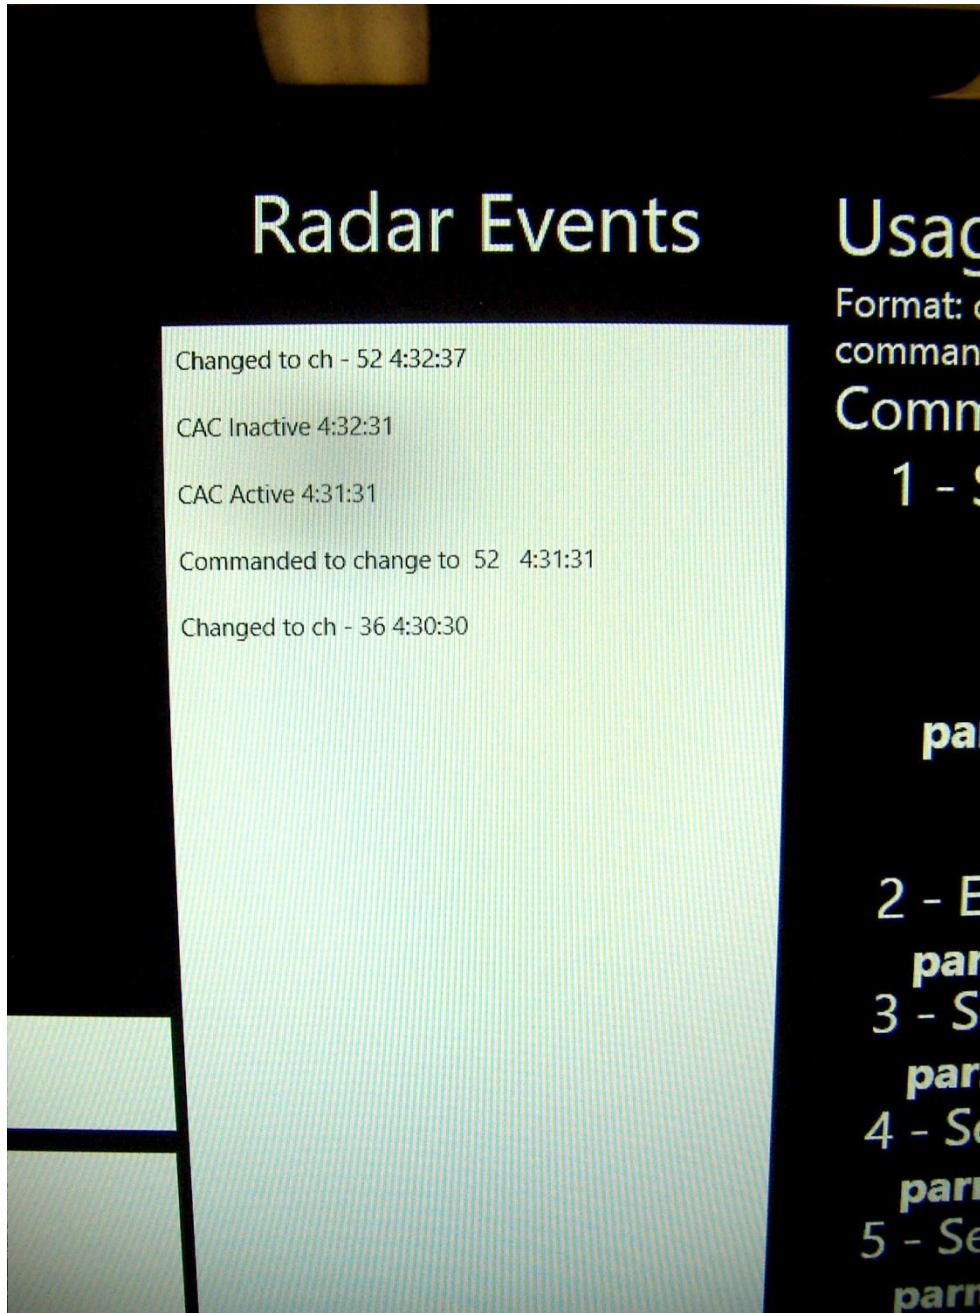 Radar Events
Changed to ch - 52 4:32:37
CAC Inactive 4:32:31
CAC Active 4:31:31
Commanded to change to 52 4:31:31
Changed to ch - 36 4:30:30
Format:
1 -
2 -
3 -
4 -
5 -